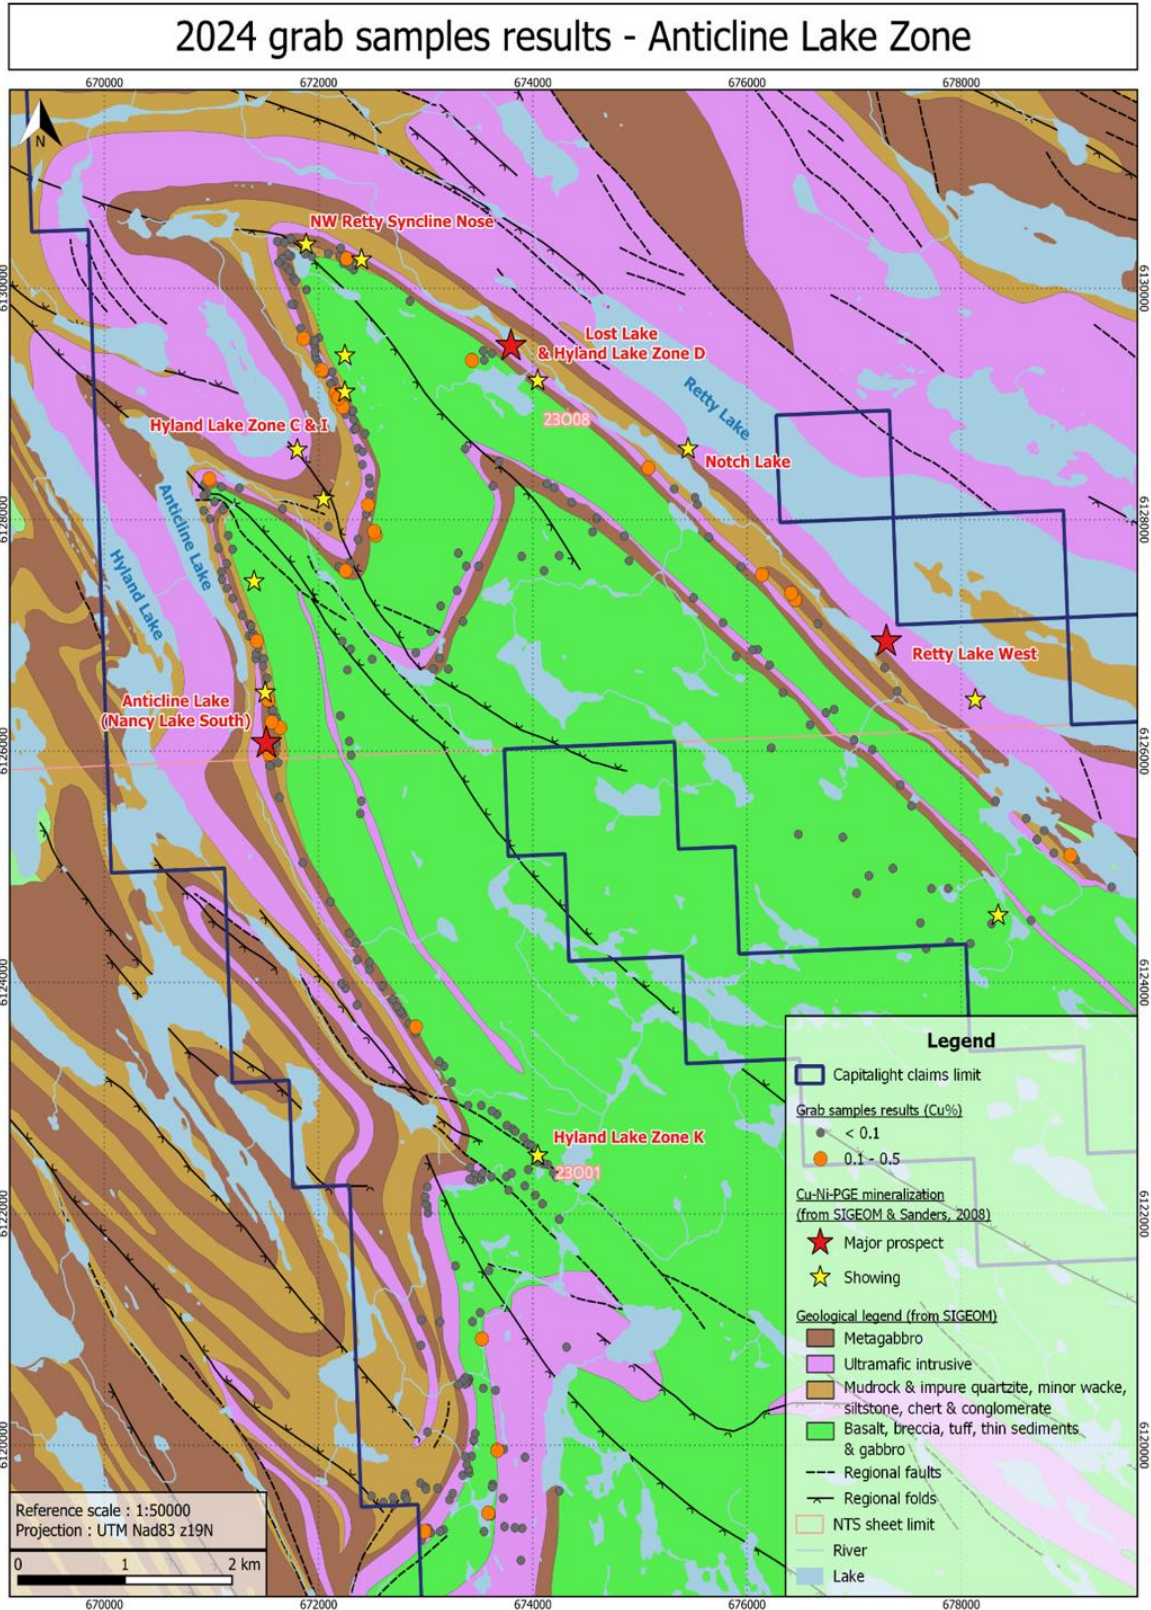 2024 grab samples results - Anticline Lake Zone
670000 672000 674000 676000 678000
N
NW Retty Syncline Nose
6130000 6130000
Lost Lake
& Hyland Lake Zone D
Retty Lake
23O08
Hyland Lake Zone C & I
Notch Lake
Anticline Lake
6128000 6128000
Hyland Lake
Retty Lake West
Anticline Lake
(Nancy Lake South)
6126000 6126000
6124000 6124000
Hyland Lake Zone K
23O01
6122000 6122000
6120000 6120000
Legend
Capitalight claims limit
Grab samples results (Cu%)
< 0.1
0.1 - 0.5
Cu-Ni-PGE mineralization
(from SIGEOM & Sanders, 2008)
Major prospect
Showing
Geological legend (from SIGEOM)
Metagabbro
Ultramafic intrusive
Mudrock & impure quartzite, minor wacke,
siltstone, chert & conglomerate
Basalt, breccia, tuff, thin sediments
& gabbro
Regional faults
Regional folds
NTS sheet limit
River
Lake
Reference scale : 1:50000
Projection : UTM Nad83 z19N
0 1 2 km
670000 672000 674000 676000 678000